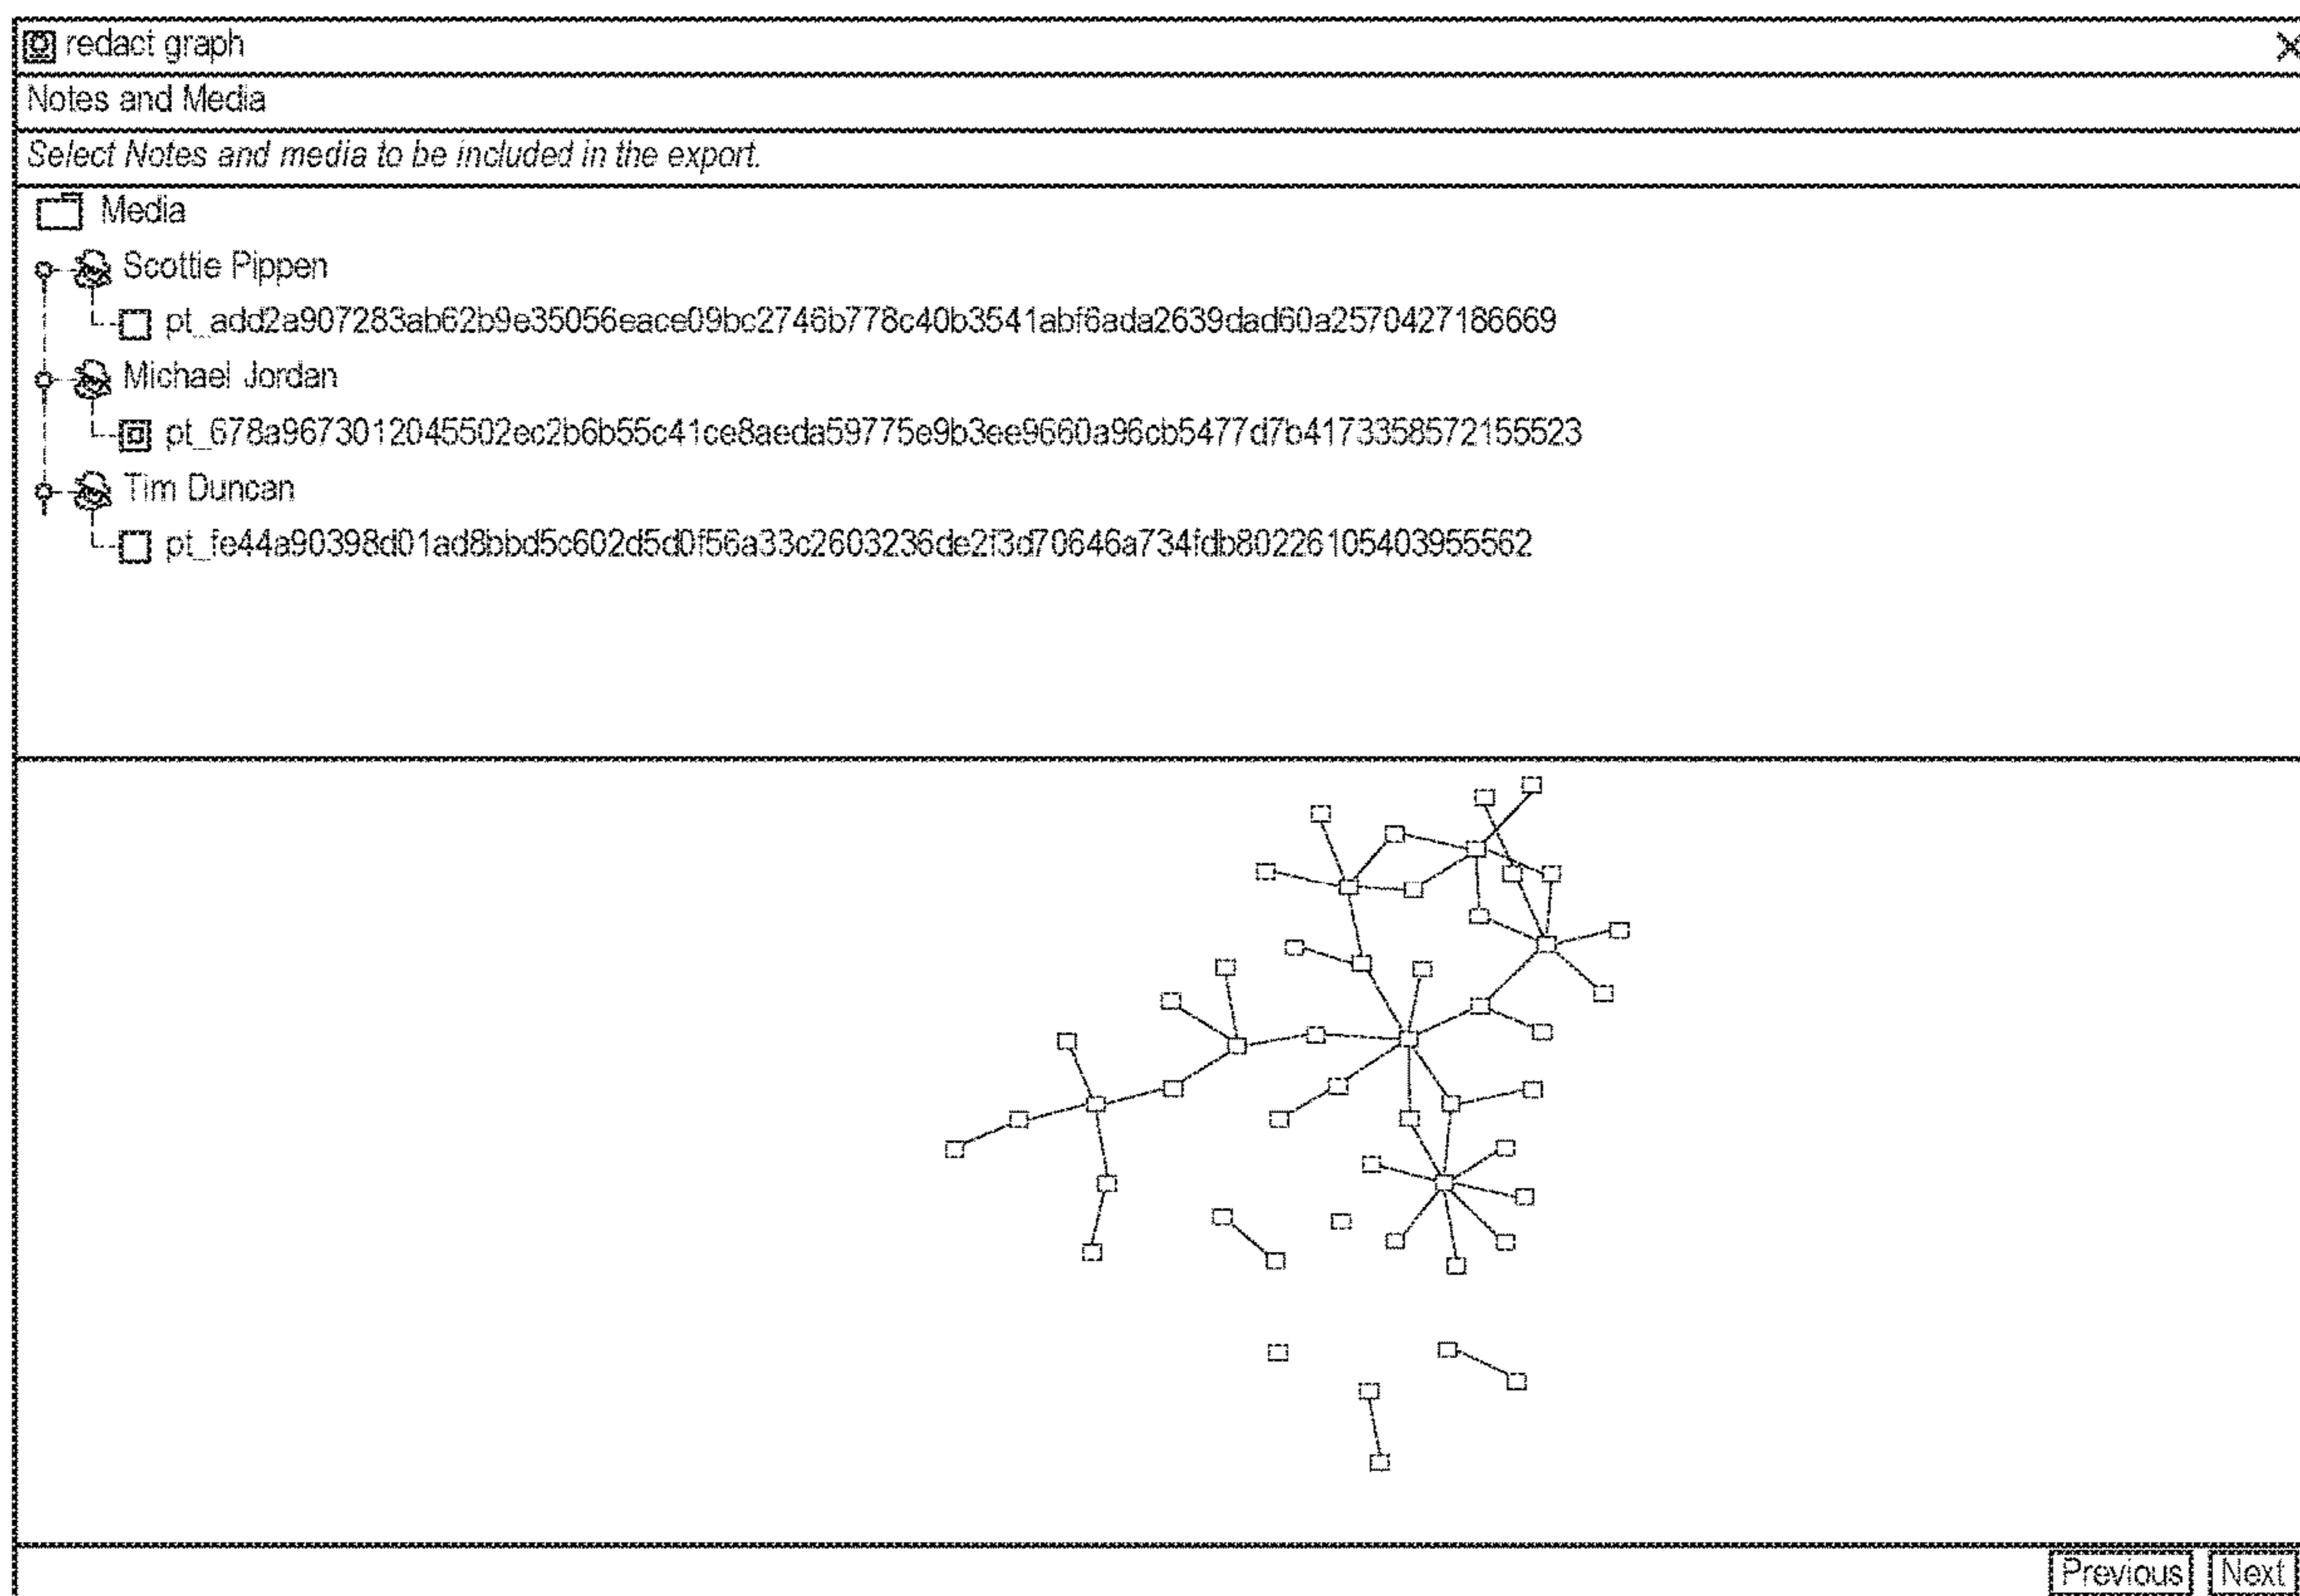 redact graph
Notes and Media
Select Notes and media to be included in the export.
Media
Scottie Pippen
pt_add2a907283ab62b9e35056eace09bc2746b778c40b3541abf6ada2639dad60a2570427186669
Michael Jordan
pt_678a9673012045502ec2b6b55c41ce8aeda59775e9b3ee9660a96cb5477d7b4173358572155523
Tim Duncan
pt_fe44a90398d01ad8bbd5c602d5d0f56a33c2603236de2f3d70646a734fdb802261054039555562
Previous
Next